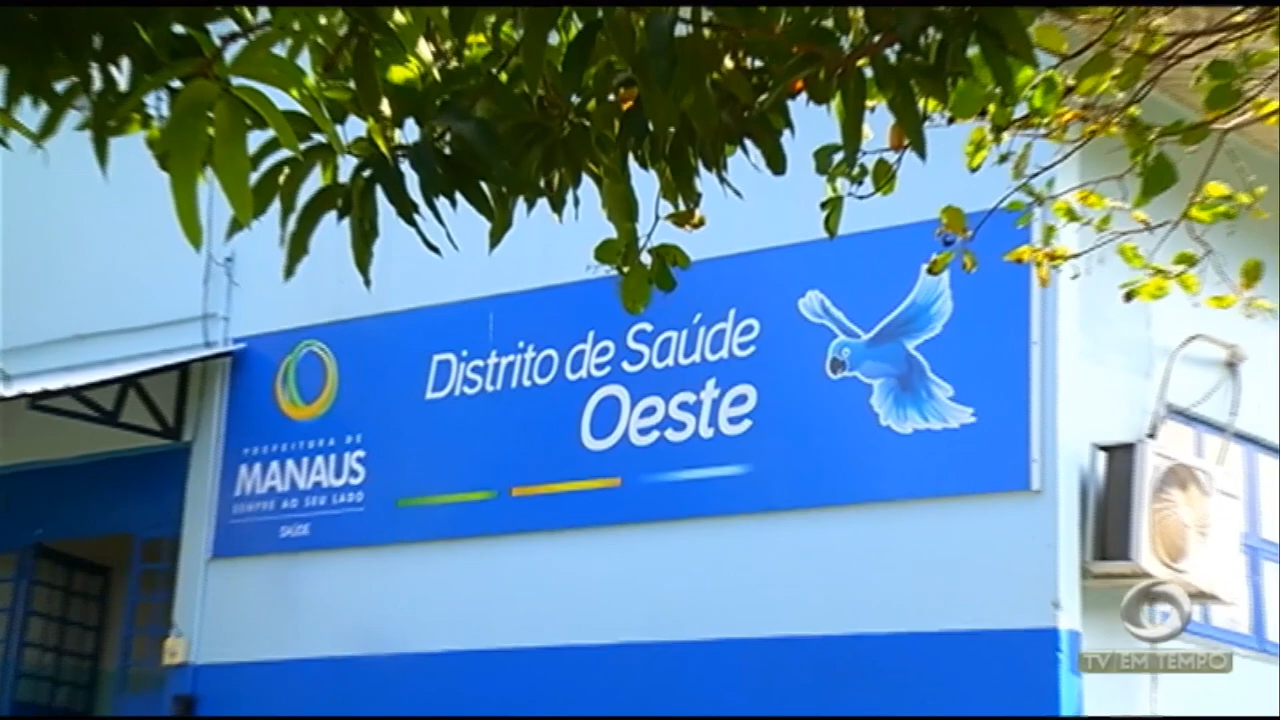 Distrito de Saúde
Oeste
PREFEITURA DE
MANAUS
SEMPRE AO SEU LADO
SAÚDE
TV EM TEMPO